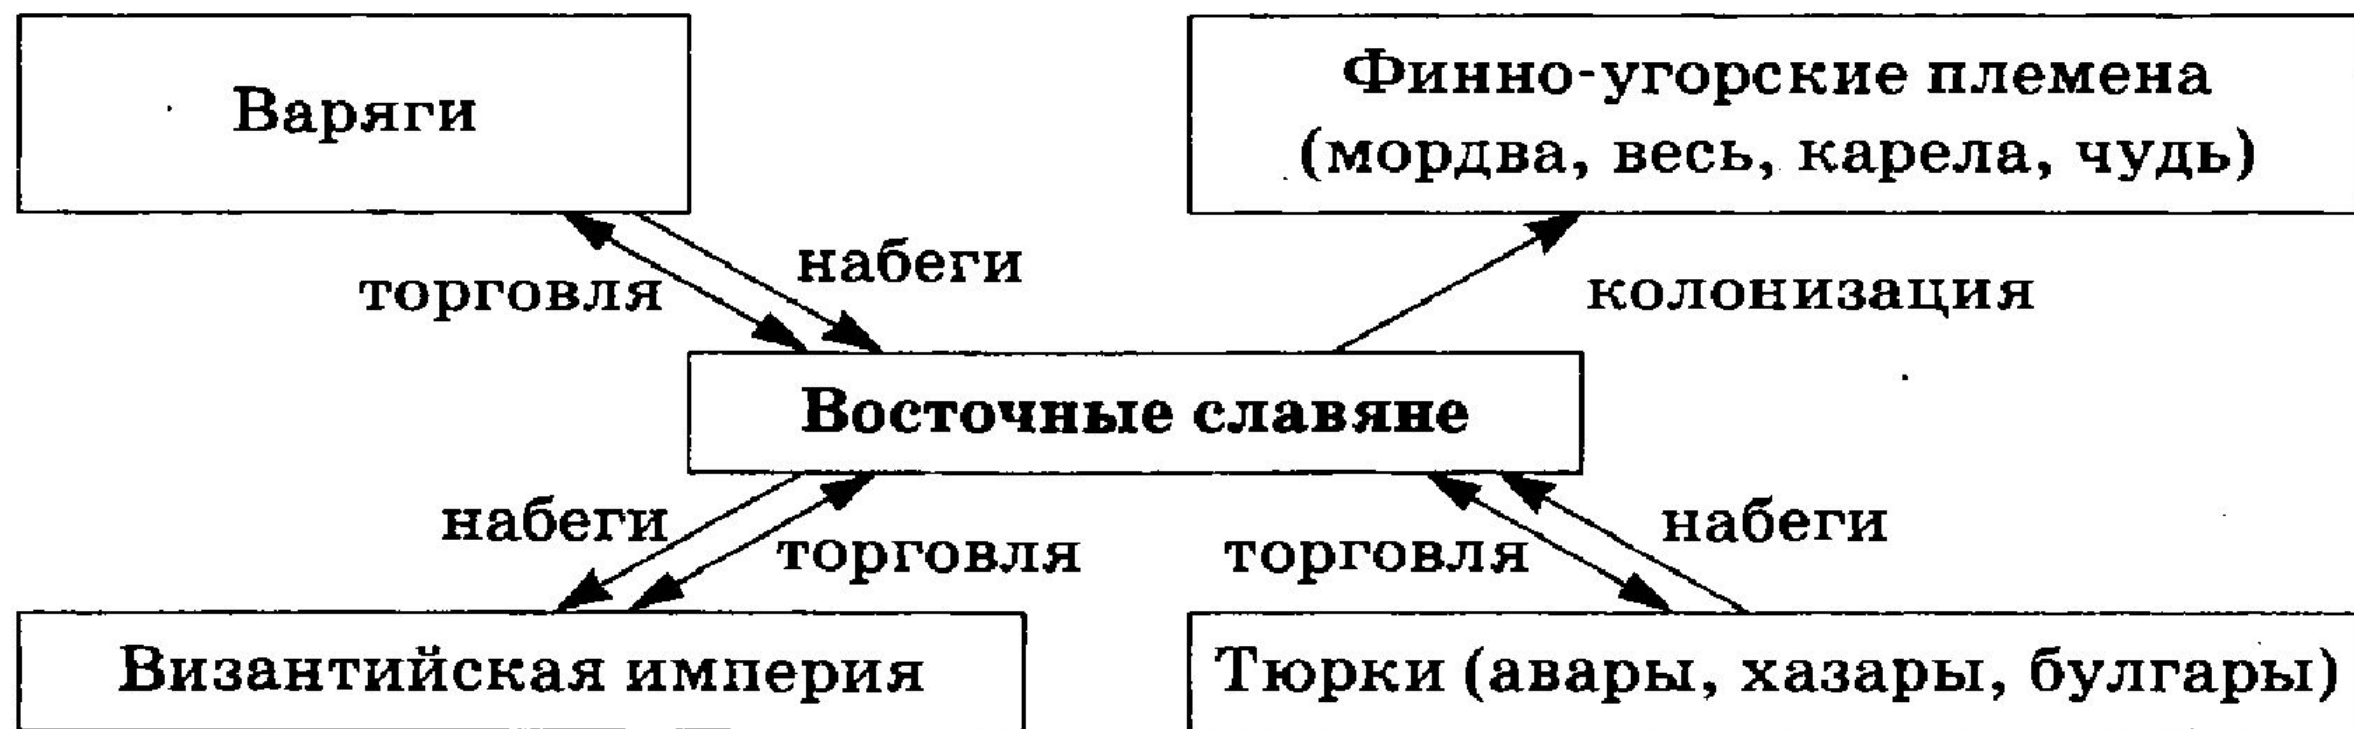 Варяги
Финно-угорские племена
(мордва, весь, карела, чудь)
торговля
набеги
колонизация
Восточные славяне
набеги
торговля
торговля
набеги
Византийская империя
Тюрки (авары, хазары, булгары)